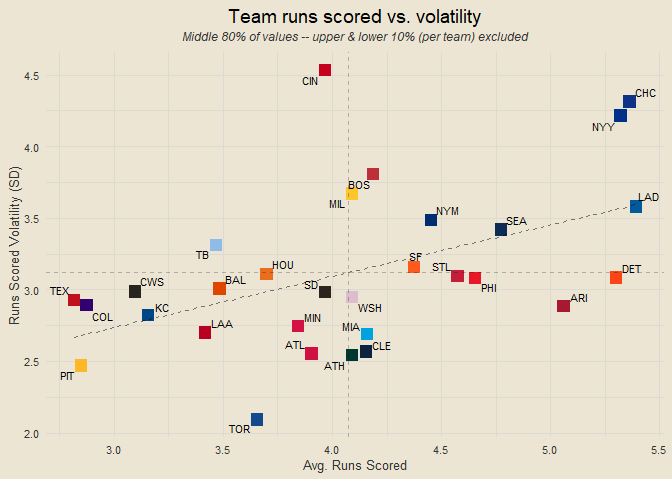 Team runs scored vs. volatility
Middle 80% of values -- upper & lower 10% (per team) excluded
Runs Scored Volatility (SD)
4.5
4.0
3.5
3.0
2.5
2.0
CIN
CHC
NYY
BOS
MIL
LAD
NYM
SEA
TB
HOU
SF
STL
PHI
DET
CWS
BAL
SD
WSH
ARI
TEX
COL
KC
LAA
MIN
MIA
ATL
ATH
CLE
PIT
TOR
3.0
3.5
4.0
4.5
5.0
5.5
Avg. Runs Scored